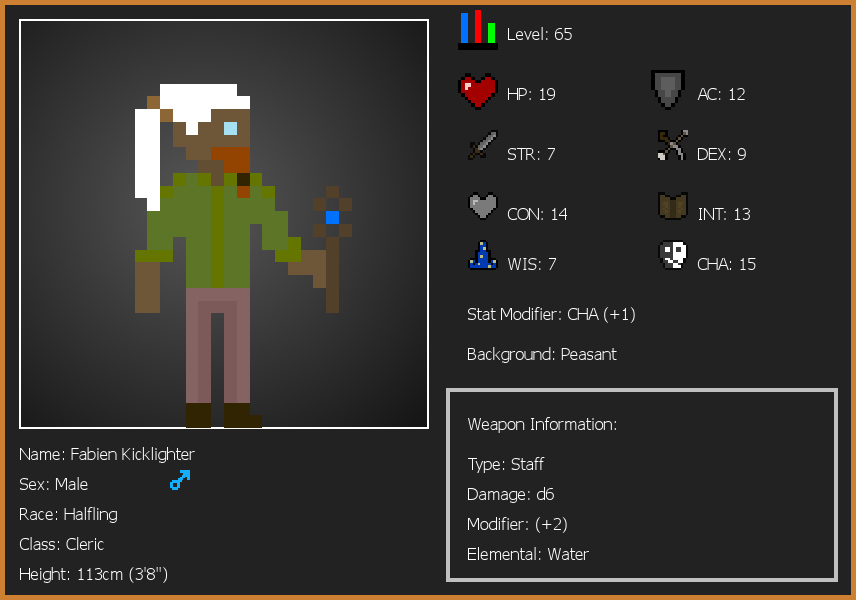 Level: 65
HP: 19
AC: 12
STR: 7
DEX: 9
CON: 14
INT: 13
WIS: 7
CHA: 15
Stat Modifier: CHA (+1)
Background: Peasant
Weapon Information:
Type: Staff
Damage: d6
Modifier: (+2)
Elemental: Water
Name: Fabien Kicklighter
Sex: Male
Race: Halfling
Class: Cleric
Height: 113cm (3'8")